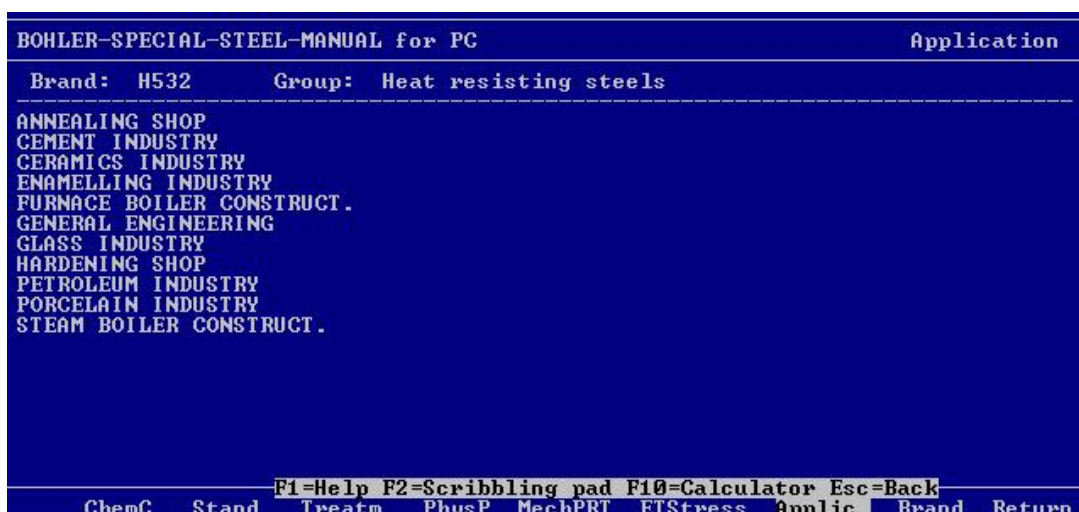 BOHLER-SPECIAL-STEEL-MANUAL for PC Application
Brand: H532 Group: Heat resisting steels
ANNEALING SHOP
CEMENT INDUSTRY
CERAMICS INDUSTRY
ENAMELLING INDUSTRY
FURNACE BOILER CONSTRUCT.
GENERAL ENGINEERING
GLASS INDUSTRY
HARDENING SHOP
PETROLEUM INDUSTRY
PORCELAIN INDUSTRY
STEAM BOILER CONSTRUCT.
F1=Help F2=Scribbling pad F10=Calculator Esc=Back
ChemC Stand Treatm PhusP MechPRT ETStress Applic Brand Return